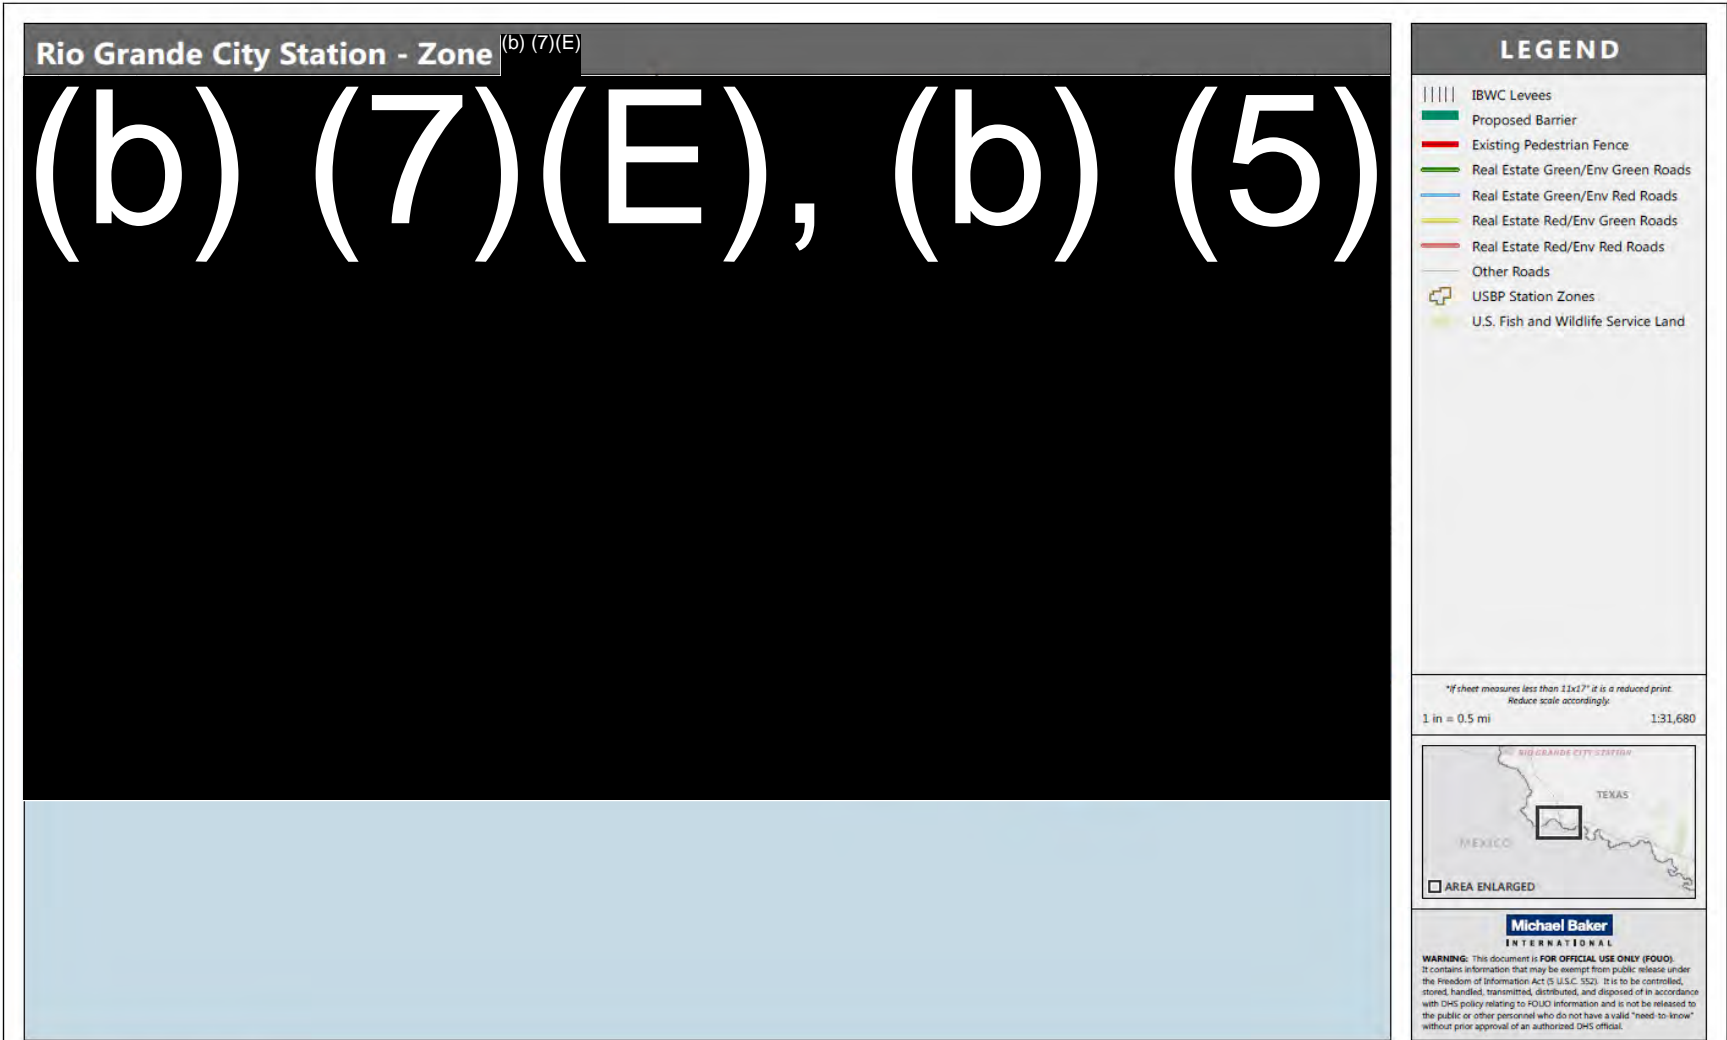 Rio Grande City Station - Zone (b) (7)(E)
(b) (7)(E), (b) (5)
LEGEND
IBWC Levees
Proposed Barrier
Existing Pedestrian Fence
Real Estate Green/Env Green Roads
Real Estate Green/Env Red Roads
Real Estate Red/Env Green Roads
Real Estate Red/Env Red Roads
Other Roads
USBP Station Zones
U.S. Fish and Wildlife Service Land
*If sheet measures less than 11x17" it is a reduced print.
Reduce scale accordingly.
1 in = 0.5 mi 1:31,680
RIO GRANDE CITY STATION
TEXAS
MEXICO
AREA ENLARGED
Michael Baker
INTERNATIONAL
WARNING: This document is FOR OFFICIAL USE ONLY (FOUO).
It contains information that may be exempt from public release under
the Freedom of Information Act (5 U.S.C. 552). It is to be controlled,
stored, handled, transmitted, distributed, and disposed of in accordance
with DHS policy relating to FOUO information and is not be released to
the public or other personnel who do not have a valid "need-to-know"
without prior approval of an authorized DHS official.